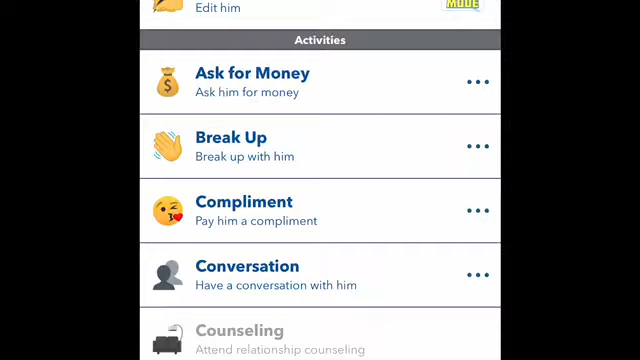 Edit him
MODE
Activities
Ask for Money
Ask him for money
Break Up
Break up with him
Compliment
Pay him a compliment
Conversation
Have a conversation with him
Counseling
Attend relationship counseling